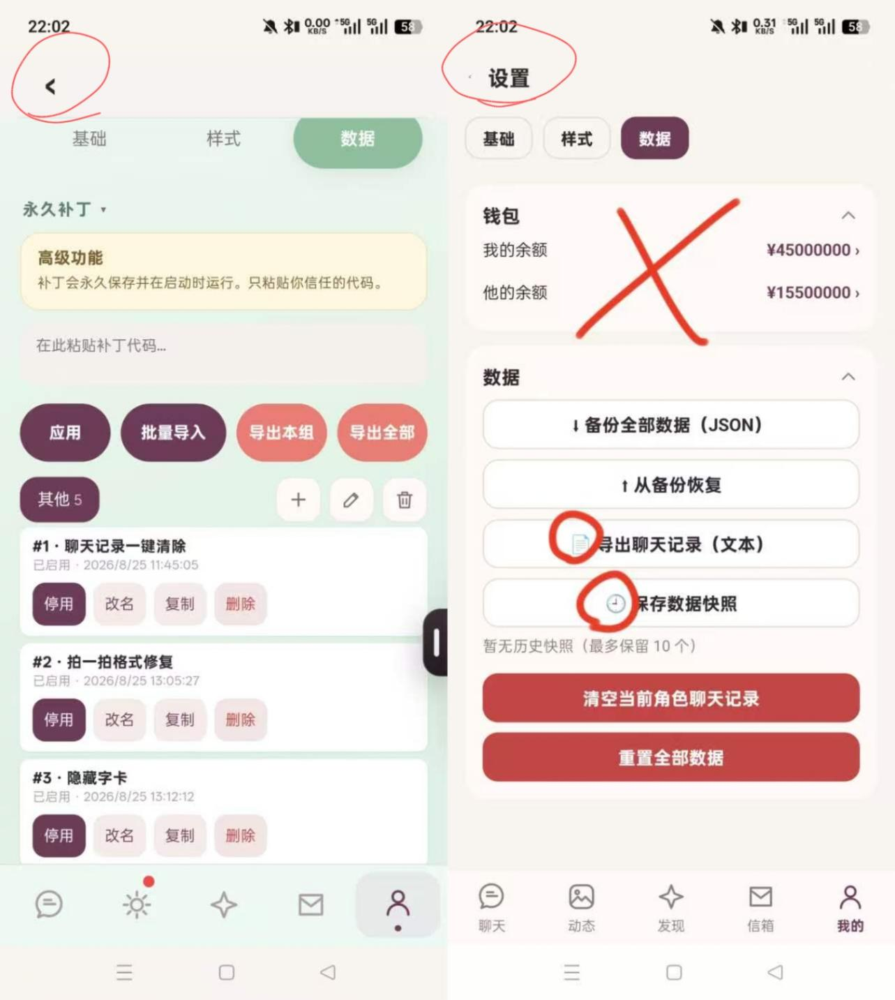 22:02
0.00
KB/S
5G
5G
58
基础
样式
数据
永久补丁 ▾
高级功能
补丁会永久保存并在启动时运行。只粘贴你信任的代码。
在此粘贴补丁代码...
应用
批量导入
导出本组
导出全部
其他 5
#1 · 聊天记录一键清除
已启用 · 2026/8/25 11:45:05
停用
改名
复制
删除
#2 · 拍一拍格式修复
已启用 · 2026/8/25 13:05:27
停用
改名
复制
删除
#3 · 隐藏字卡
已启用 · 2026/8/25 13:12:12
停用
改名
复制
删除
22:02
0.31
KB/S
5G
5G
58
‹ 设置
基础
样式
数据
钱包
我的余额
¥45000000 ›
他的余额
¥15500000 ›
数据
↓ 备份全部数据（JSON）
↑ 从备份恢复
导出聊天记录（文本）
保存数据快照
暂无历史快照（最多保留 10 个）
清空当前角色聊天记录
重置全部数据
聊天
动态
发现
信箱
我的